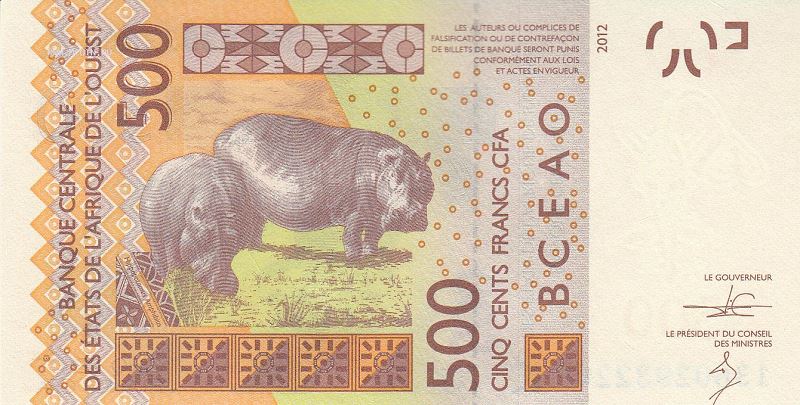 BANQUE CENTRALE
DES ÉTATS DE L'AFRIQUE DE L'OUEST
500
LES AUTEURS OU COMPLICES DE
FALSIFICATION OU DE CONTREFAÇON
DE BILLETS DE BANQUE SERONT PUNIS
CONFORMÉMENT AUX LOIS
ET ACTES EN VIGUEUR
2012
500
CINQ CENTS FRANCS CFA
BCEAO
LE GOUVERNEUR
LE PRÉSIDENT DU CONSEIL
DES MINISTRES
Hippopotamus amphibius